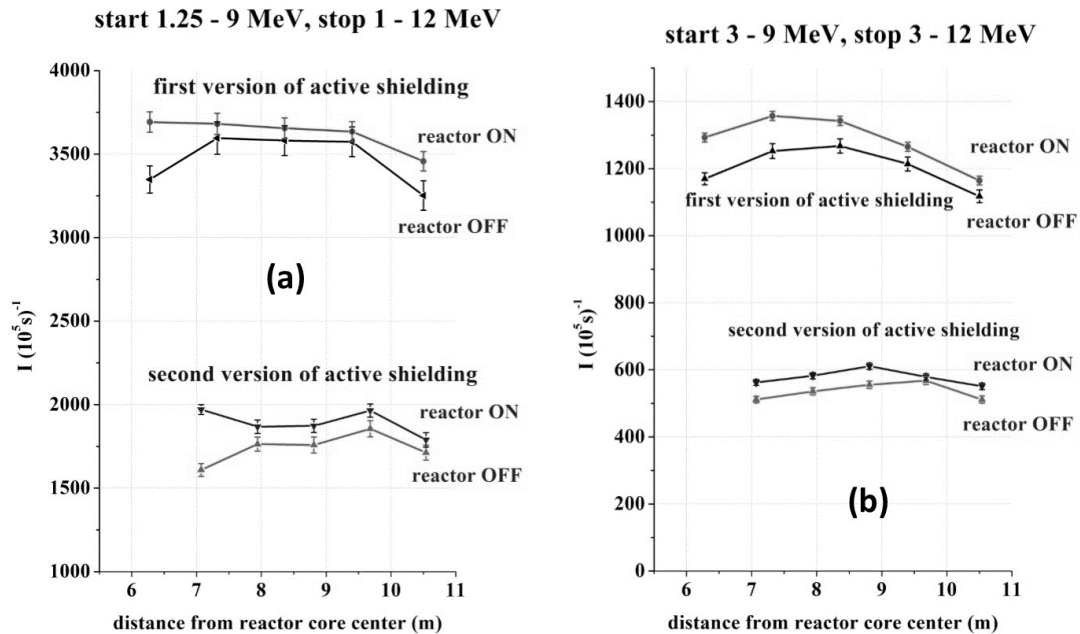 start 1.25 - 9 MeV, stop 1 - 12 MeV
4000
3500
3000
2500
2000
1500
1000
I (10⁵s)⁻¹
first version of active shielding
reactor ON
reactor OFF
(a)
second version of active shielding
reactor ON
reactor OFF
6 7 8 9 10 11
distance from reactor core center (m)
start 3 - 9 MeV, stop 3 - 12 MeV
1400
1200
1000
800
600
400
200
0
I (10⁵s)⁻¹
reactor ON
first version of active shielding
reactor OFF
second version of active shielding
reactor ON
reactor OFF
(b)
6 7 8 9 10 11
distance from reactor core center (m)